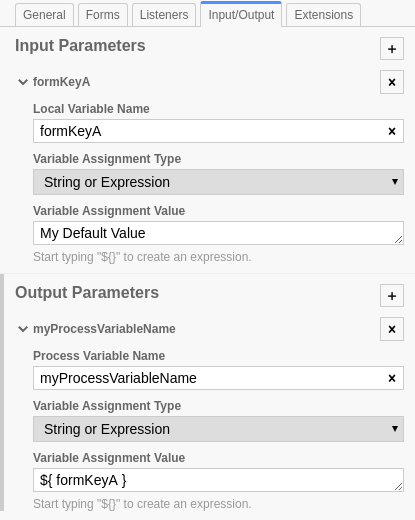 General Forms Listeners Input/Output Extensions
Input Parameters +
formKeyA x
Local Variable Name
formKeyA x
Variable Assignment Type
String or Expression
Variable Assignment Value
My Default Value
Start typing "${}" to create an expression.
Output Parameters +
myProcessVariableName x
Process Variable Name
myProcessVariableName x
Variable Assignment Type
String or Expression
Variable Assignment Value
${ formKeyA }
Start typing "${}" to create an expression.